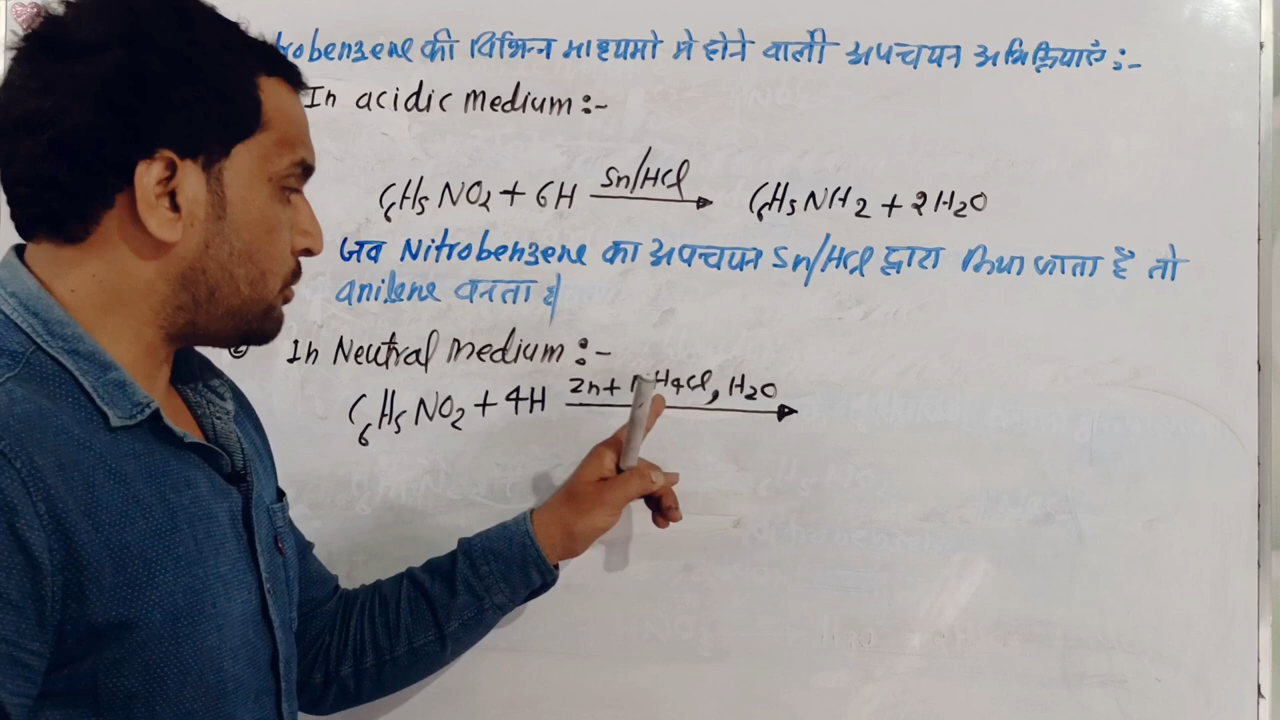 robenzene की विभिन्न माध्यमो मे होने वाली अपचयन अभिक्रियाएँ :-
In acidic medium :-
C6H5NO2 + 6H Sn/HCl → C6H5NH2 + 2H2O
जब Nitrobenzene का अपचयन Sn/HCl द्वारा किया जाता है तो
anilene बनता है|
In Neutral medium :-
C6H5NO2 + 4H Zn + NH4Cl, H2O →